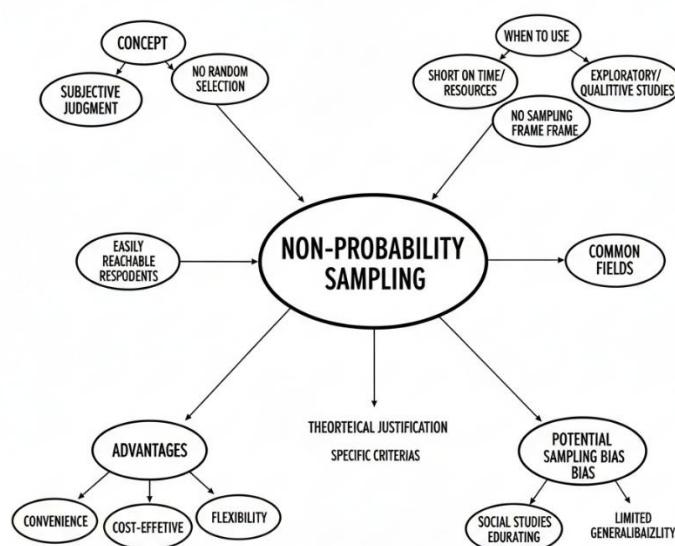 CONCEPT
SUBJECTIVE
JUDGMENT
NO RANDOM
SELECTION
WHEN TO USE
SHORT ON TIME/
RESOURCES
EXPLORATORY/
QUALITTIVE STUDIES
NO SAMPLING
FRAME FRAME
EASILY
REACHABLE
RESPODENTS
NON-PROBABILITY
SAMPLING
COMMON
FIELDS
ADVANTAGES
CONVENIENCE
COST-EFFETIVE
FLEXIBILITY
THEORTEICAL JUSTIFICATION
SPECIFIC CRITERIAS
POTENTIAL
SAMPLING BIAS
BIAS
SOCIAL STUDIES
EDURATING
LIMITED
GENERALIBAIZLITY